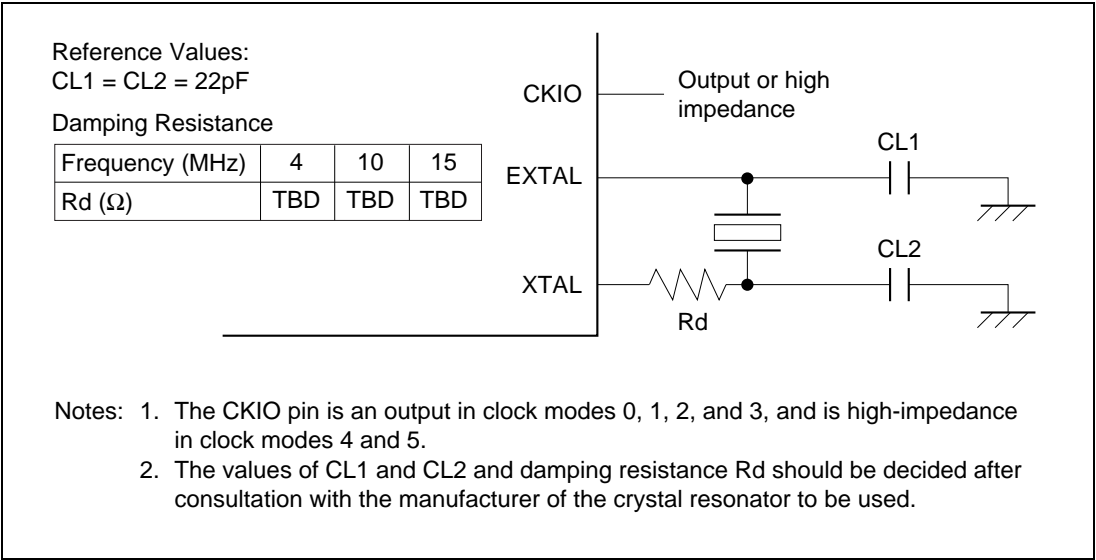 Reference Values:
CL1 = CL2 = 22pF
Damping Resistance
Frequency (MHz) 4 10 15
Rd (Ω) TBD TBD TBD
CKIO
Output or high
impedance
EXTAL
CL1
XTAL
Rd
CL2
Notes: 1. The CKIO pin is an output in clock modes 0, 1, 2, and 3, and is high-impedance
in clock modes 4 and 5.
2. The values of CL1 and CL2 and damping resistance Rd should be decided after
consultation with the manufacturer of the crystal resonator to be used.